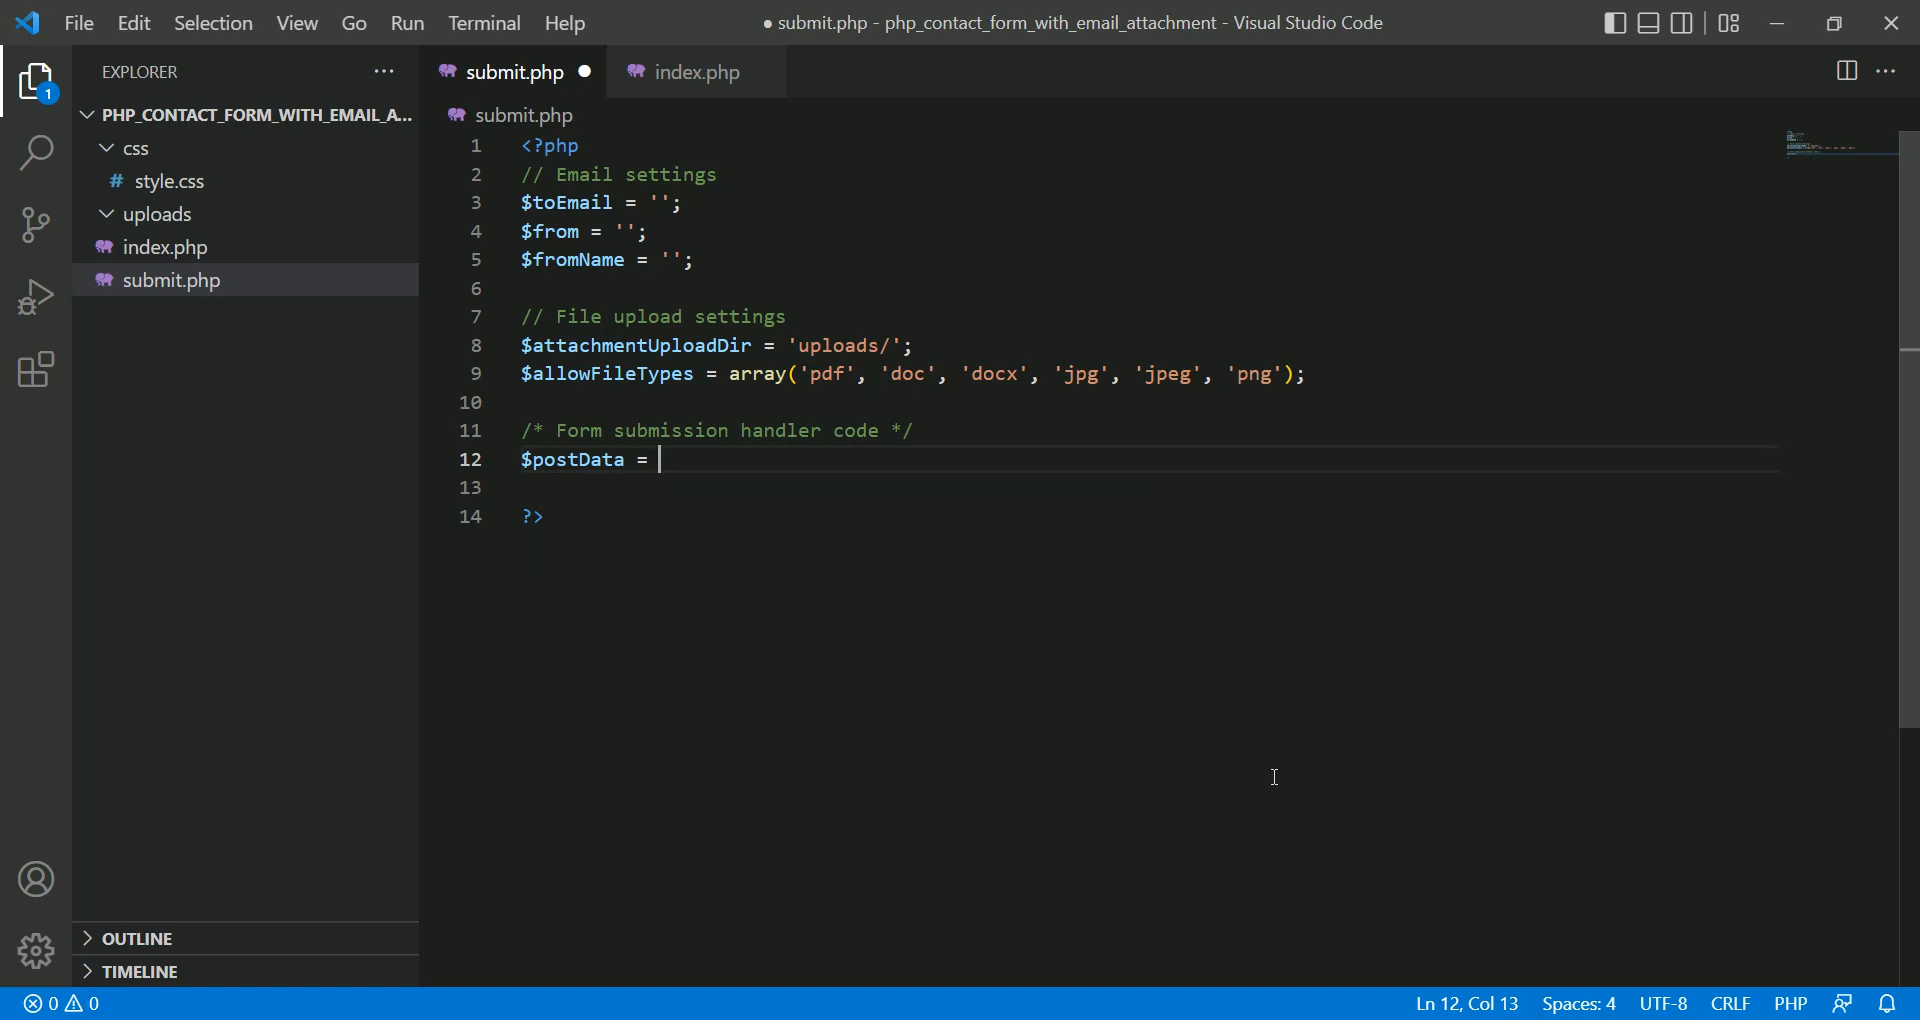 File Edit Selection View Go Run Terminal Help
● submit.php - php_contact_form_with_email_attachment - Visual Studio Code
EXPLORER
submit.php
index.php
1
PHP_CONTACT_FORM_WITH_EMAIL_A...
css
# style.css
uploads
index.php
submit.php
submit.php
1 <?php
2 // Email settings
3 $toEmail = '';
4 $from = '';
5 $fromName = '';
6
7 // File upload settings
8 $attachmentUploadDir = 'uploads/';
9 $allowFileTypes = array('pdf', 'doc', 'docx', 'jpg', 'jpeg', 'png');
10
11 /* Form submission handler code */
12 $postData =
13
14 ?>
OUTLINE
TIMELINE
0 0
Ln 12, Col 13 Spaces: 4 UTF-8 CRLF PHP